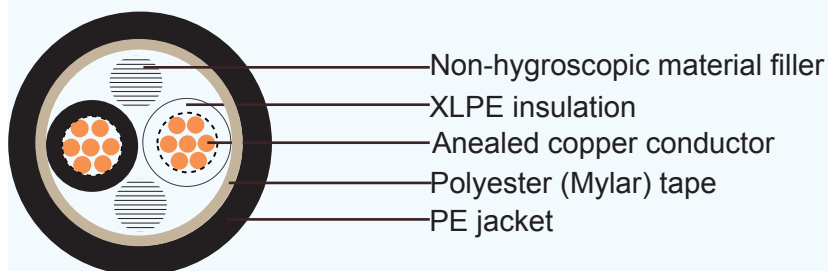 Non-hygroscopic material filler
XLPE insulation
Anealed copper conductor
Polyester (Mylar) tape
PE jacket